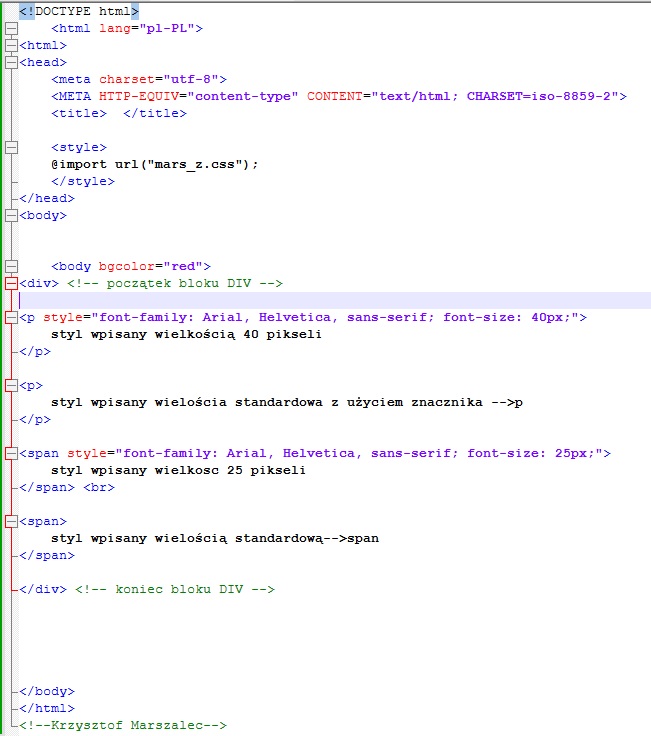 <!DOCTYPE html>
<html lang="pl-PL">
<html>
<head>
<meta charset="utf-8">
<META HTTP-EQUIV="content-type" CONTENT="text/html; CHARSET=iso-8859-2">
<title>  </title>
<style>
@import url("mars_z.css");
</style>
</head>
<body>
<body bgcolor="red">
<div> <!-- początek bloku DIV -->
<p style="font-family: Arial, Helvetica, sans-serif; font-size: 40px;">
styl wpisany wielkością 40 pikseli
</p>
<p>
styl wpisany wielościa standardowa z użyciem znacznika -->p
</p>
<span style="font-family: Arial, Helvetica, sans-serif; font-size: 25px;">
styl wpisany wielkosc 25 pikseli
</span> <br>
<span>
styl wpisany wielością standardową-->span
</span>
</div> <!-- koniec bloku DIV -->
</body>
</html>
<!--Krzysztof Marszalec-->